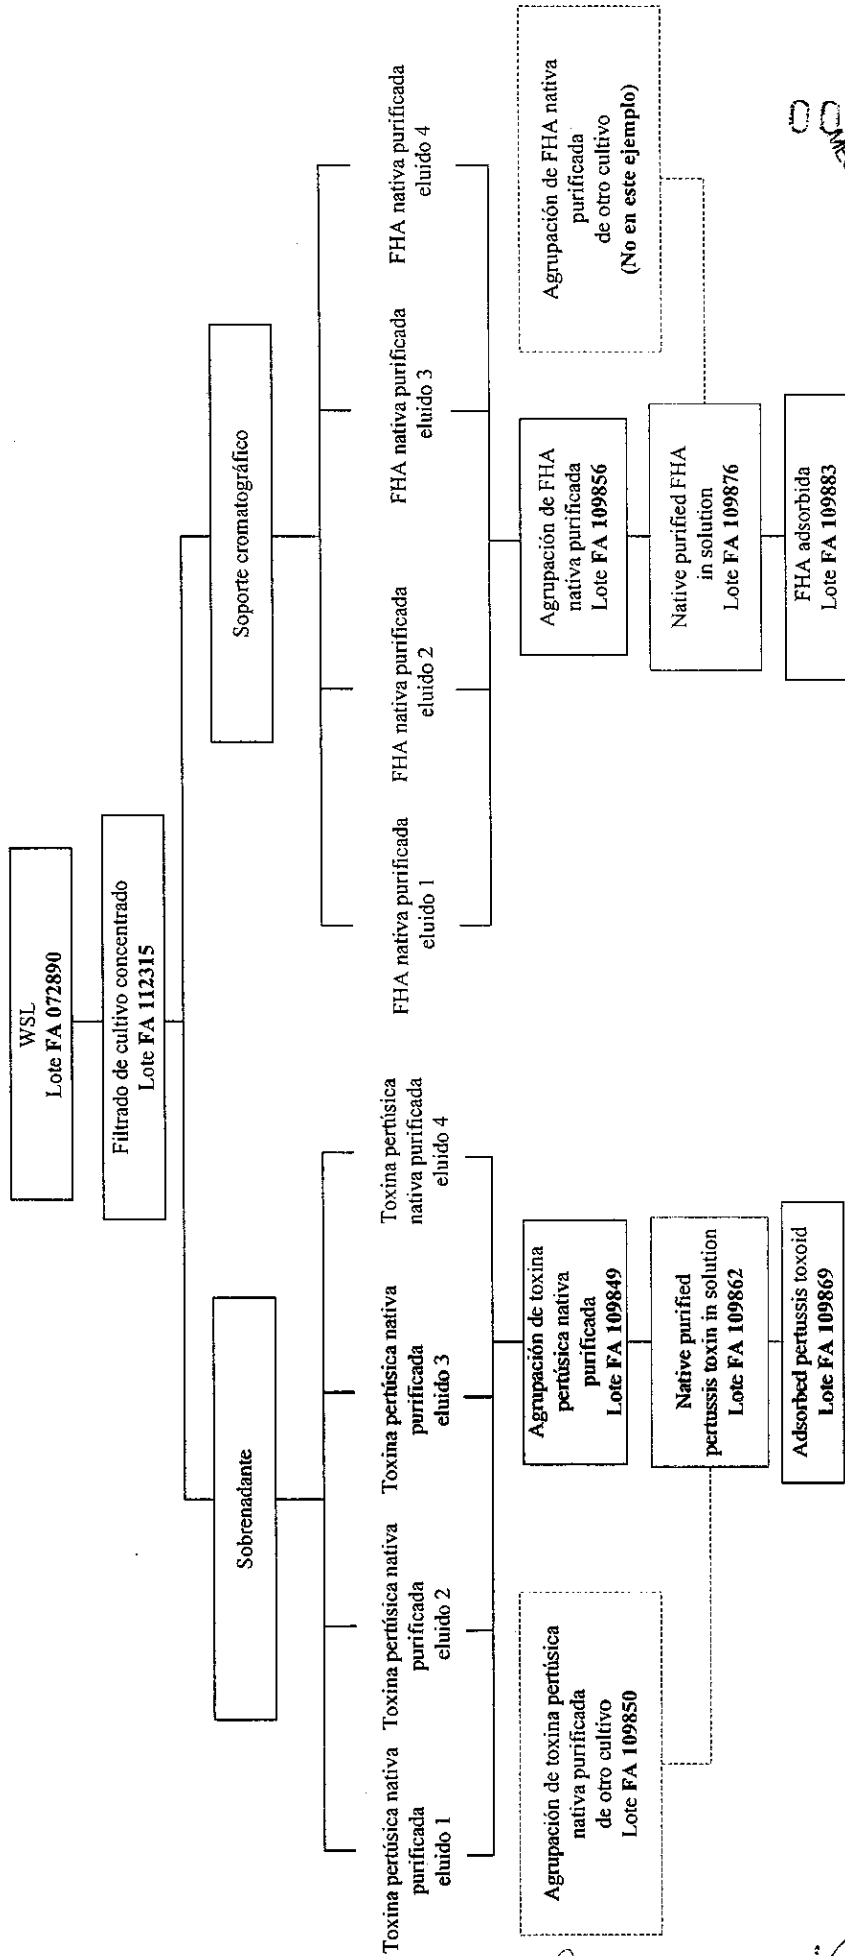 WSL
Lote FA 072890
Filtrado de cultivo concentrado
Lote FA 112315
Sobrenadante
Soporte cromatográfico
Toxina pertúsica nativa
purificada
eluido 1
Toxina pertúsica nativa
purificada
eluido 2
Toxina pertúsica nativa
purificada
eluido 3
Toxina pertúsica
nativa purificada
eluido 4
FHA nativa purificada
eluido 1
FHA nativa purificada
eluido 2
FHA nativa purificada
eluido 3
FHA nativa purificada
eluido 4
Agrupación de toxina pertúsica
nativa purificada
de otro cultivo
Lote FA 109850
Agrupación de toxina
pertúsica nativa
purificada
Lote FA 109849
Agrupación de FHA
nativa purificada
Lote FA 109856
Agrupación de FHA nativa
purificada
de otro cultivo
(No en este ejemplo)
Native purified
pertussis toxin in solution
Lote FA 109862
Native purified FHA
in solution
Lote FA 109876
Adsorbed pertussis toxoid
Lote FA 109869
FHA adsorbida
Lote FA 109883